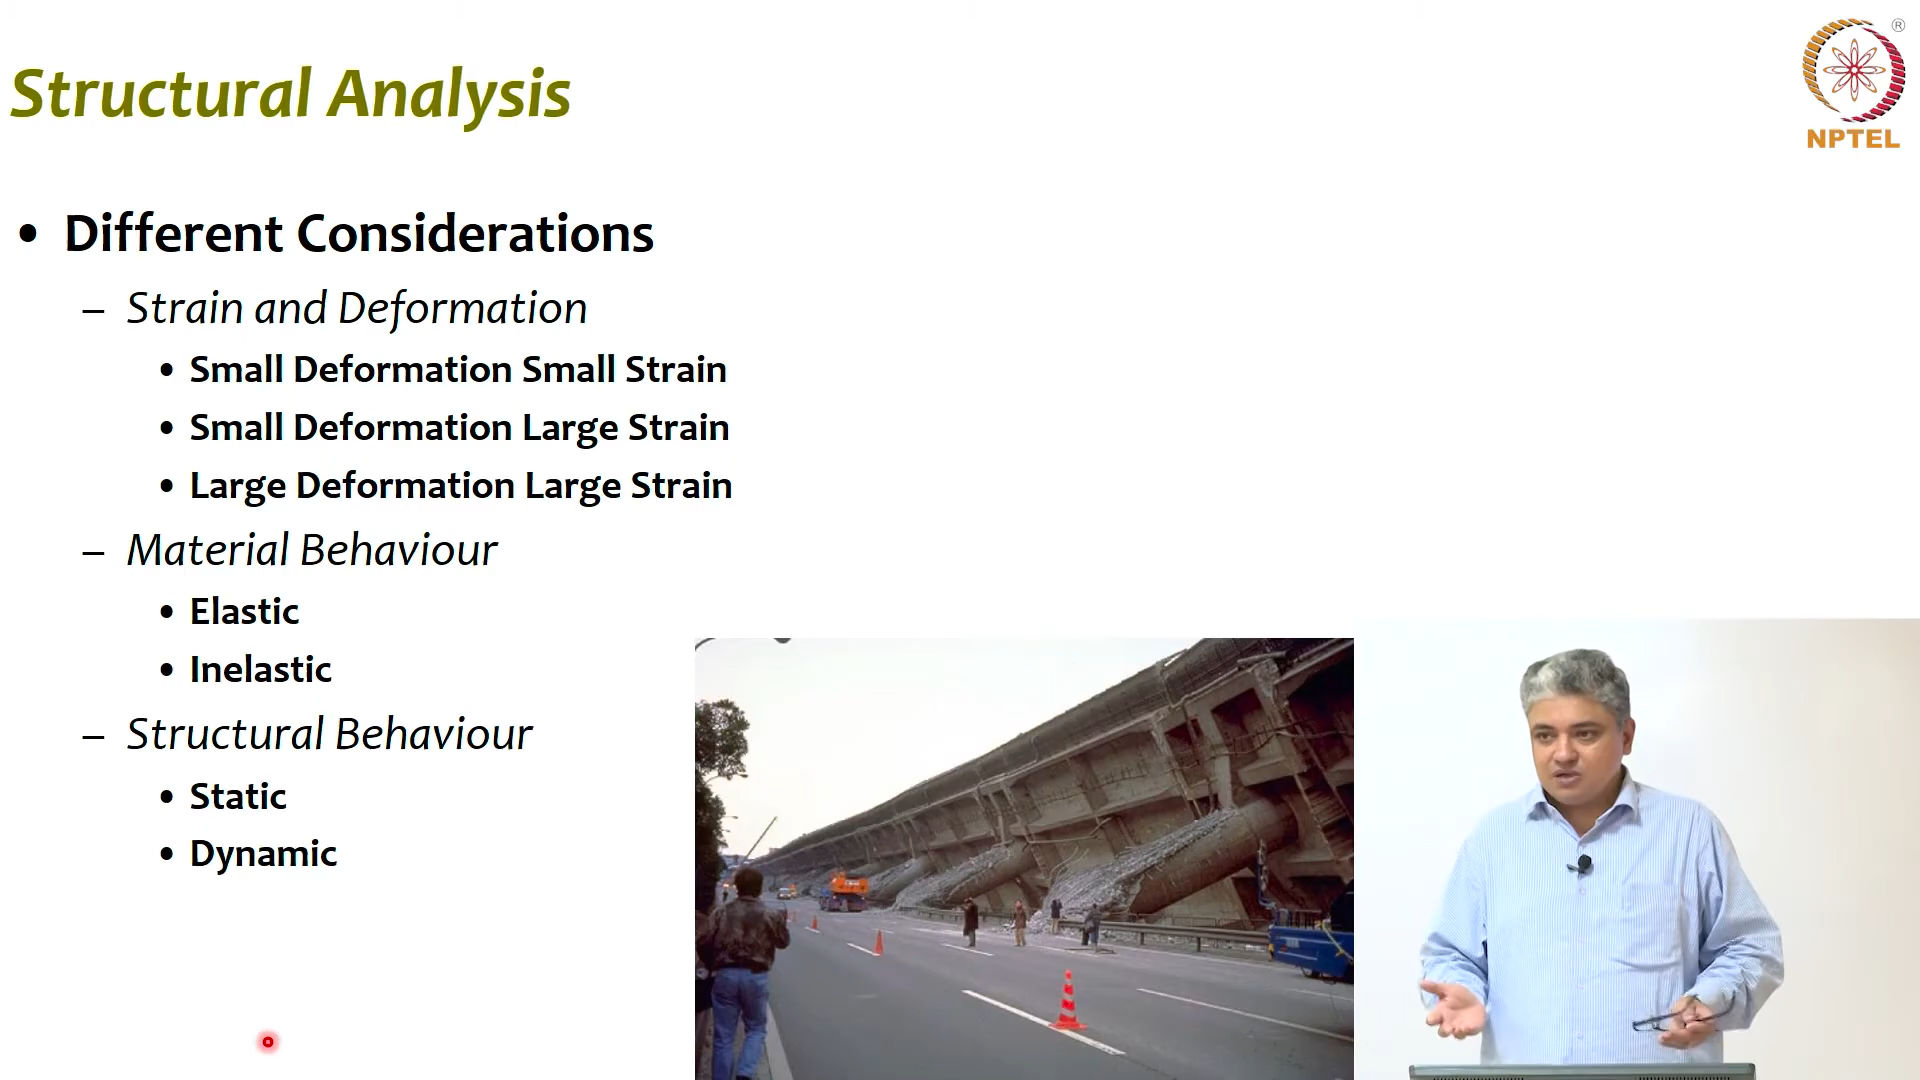 Structural Analysis
®
NPTEL
• Different Considerations
– Strain and Deformation
• Small Deformation Small Strain
• Small Deformation Large Strain
• Large Deformation Large Strain
– Material Behaviour
• Elastic
• Inelastic
– Structural Behaviour
• Static
• Dynamic